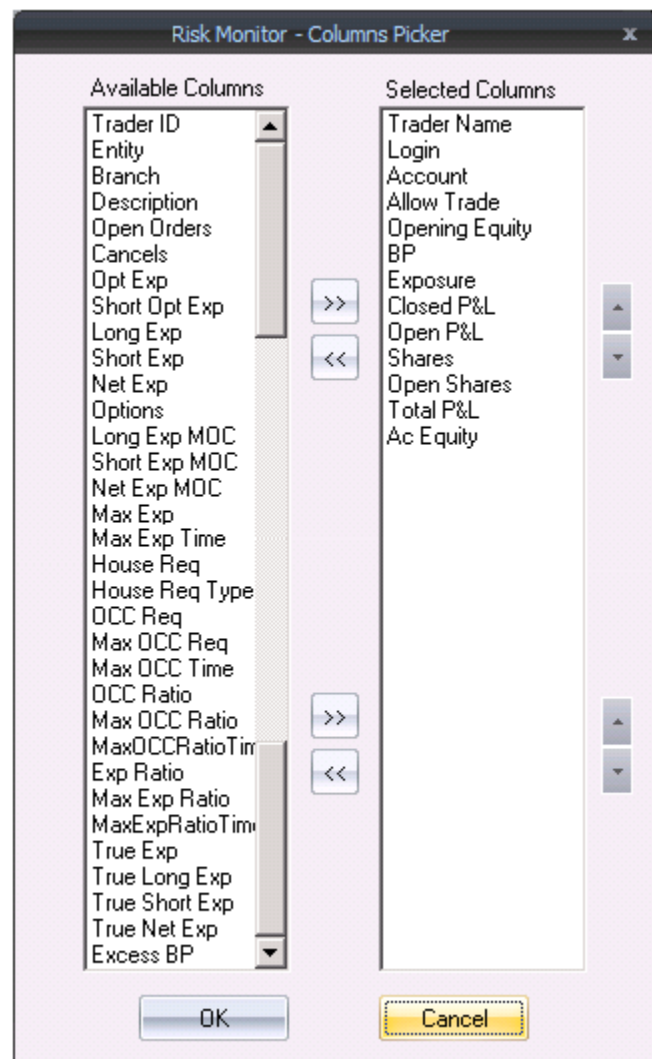 Risk Monitor - Columns Picker x
Available Columns
Trader ID
Entity
Branch
Description
Open Orders
Cancels
Opt Exp
Short Opt Exp
Long Exp
Short Exp
Net Exp
Options
Long Exp MOC
Short Exp MOC
Net Exp MOC
Max Exp
Max Exp Time
House Req
House Req Type
OCC Req
Max OCC Req
Max OCC Time
OCC Ratio
Max OCC Ratio
MaxOCCRatioTim
Exp Ratio
Max Exp Ratio
MaxExpRatioTime
True Exp
True Long Exp
True Short Exp
True Net Exp
Excess BP
>>
<<
>>
<<
Selected Columns
Trader Name
Login
Account
Allow Trade
Opening Equity
BP
Exposure
Closed P&L
Open P&L
Shares
Open Shares
Total P&L
Ac Equity
OK
Cancel